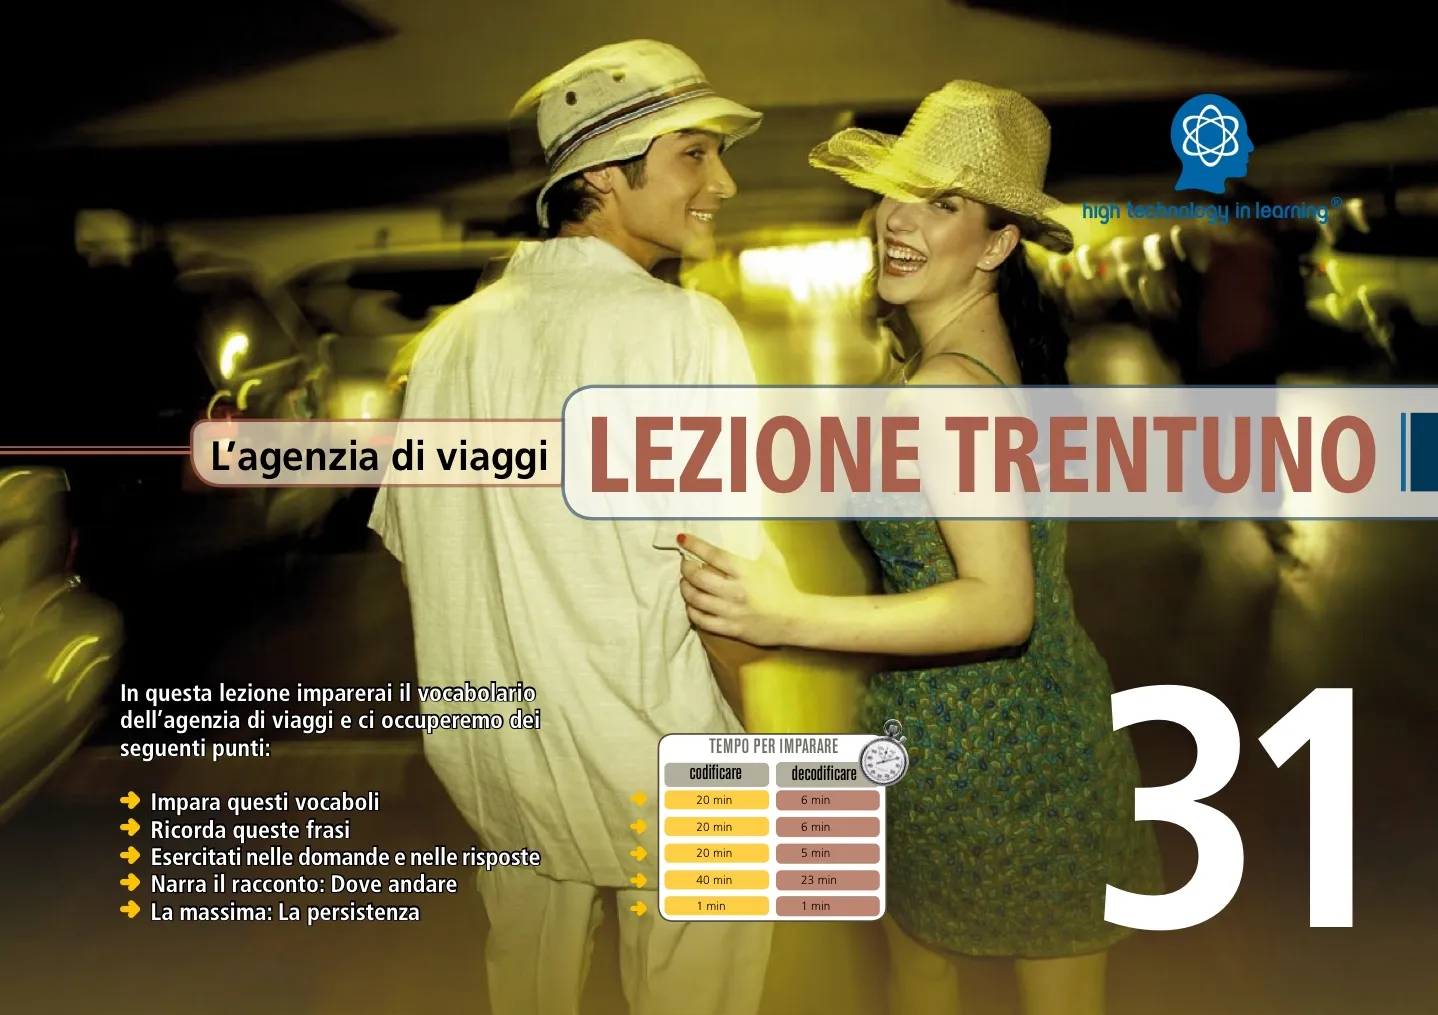 high technology in learning®
L’agenzia di viaggi
LEZIONE TRENTUNO
In questa lezione imparerai il vocabolario
dell’agenzia di viaggi e ci occuperemo dei
seguenti punti:
Impara questi vocaboli
Ricorda queste frasi
Esercitati nelle domande e nelle risposte
Narra il racconto: Dove andare
La massima: La persistenza
TEMPO PER IMPARARE
codificare decodificare
20 min 6 min
20 min 6 min
20 min 5 min
40 min 23 min
1 min 1 min
31